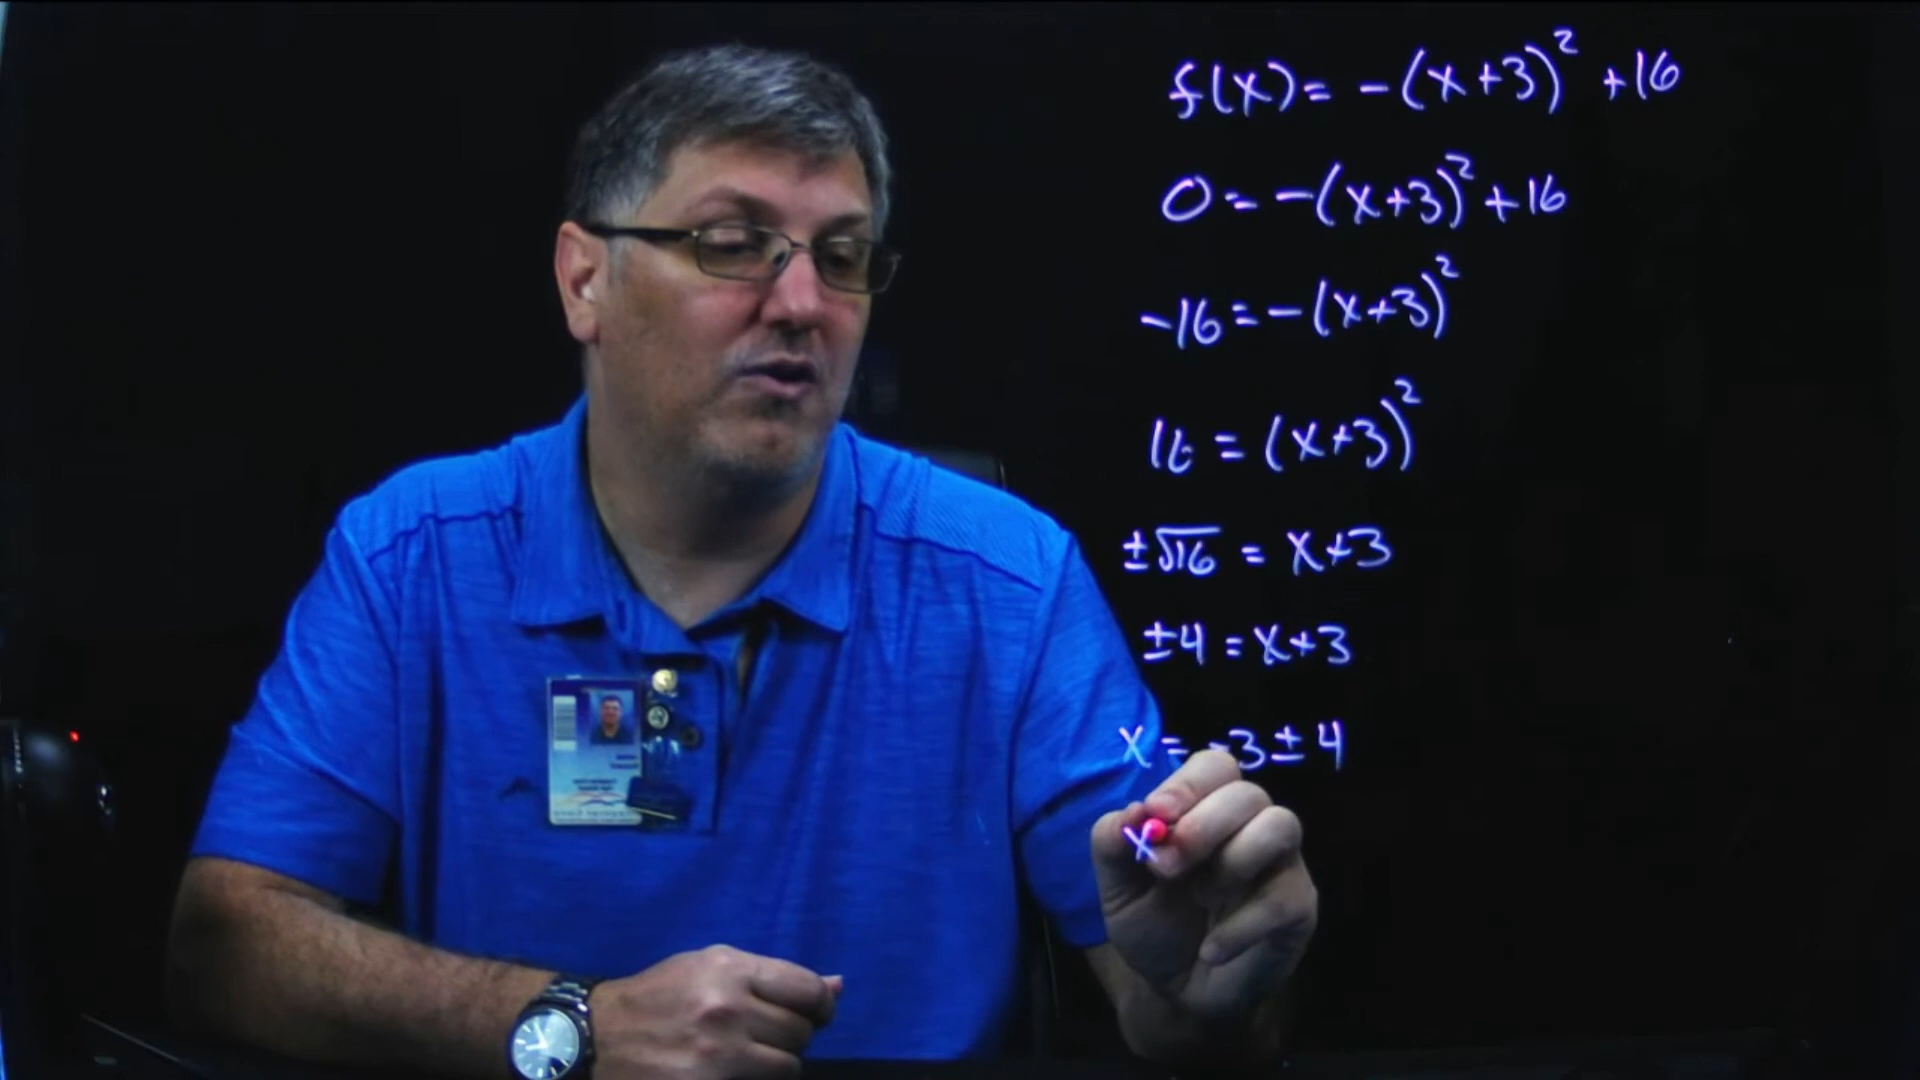 f(x) = -(x+3)² +16
0 = -(x+3)² +16
-16 = -(x+3)²
16 = (x+3)²
±√16 = x+3
±4 = x+3
x = -3 ± 4
x